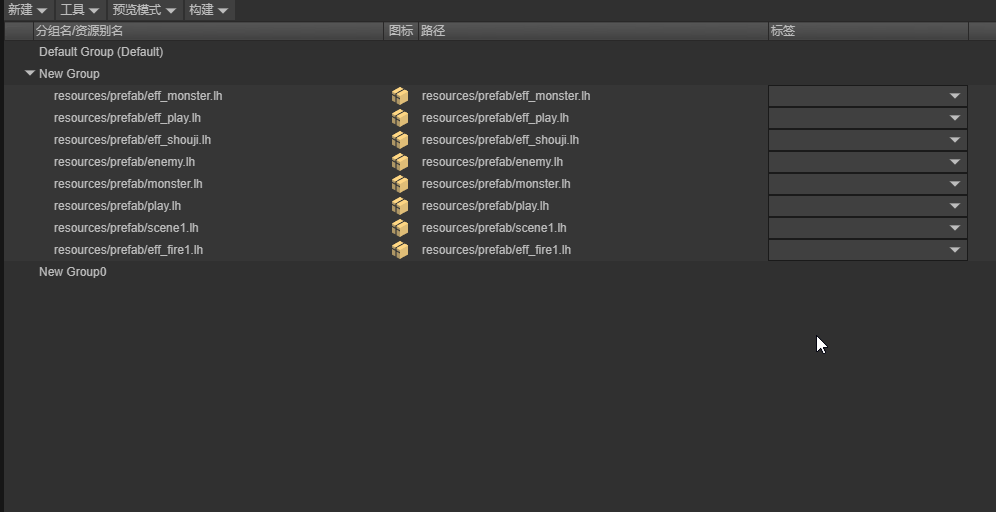 新建 工具 预览模式 构建
分组名/资源别名 图标 路径 标签
Default Group (Default)
New Group
resources/prefab/eff_monster.lh resources/prefab/eff_monster.lh
resources/prefab/eff_play.lh resources/prefab/eff_play.lh
resources/prefab/eff_shouji.lh resources/prefab/eff_shouji.lh
resources/prefab/enemy.lh resources/prefab/enemy.lh
resources/prefab/monster.lh resources/prefab/monster.lh
resources/prefab/play.lh resources/prefab/play.lh
resources/prefab/scene1.lh resources/prefab/scene1.lh
resources/prefab/eff_fire1.lh resources/prefab/eff_fire1.lh
New Group0